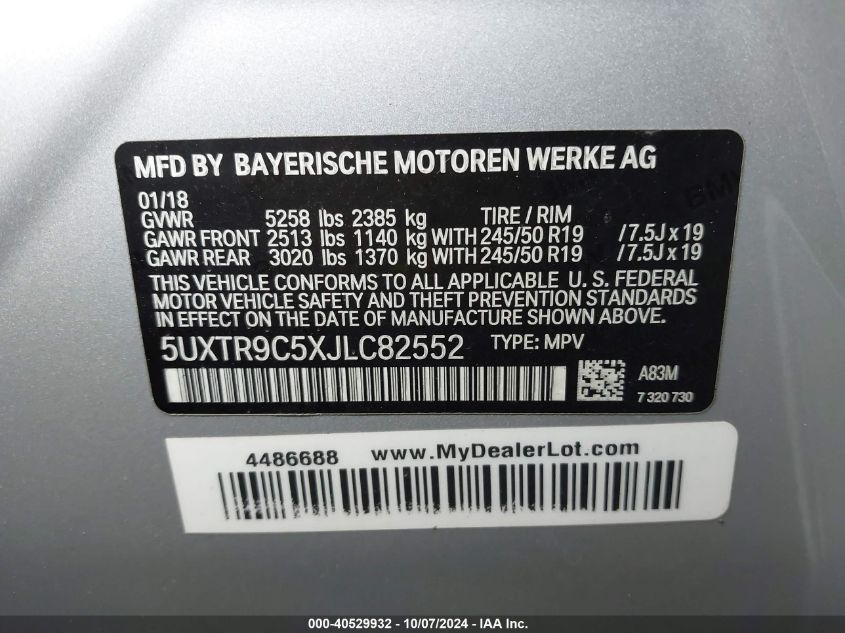 MFD BY BAYERISCHE MOTOREN WERKE AG
01/18
GVWR 5258 lbs 2385 kg TIRE / RIM
GAWR FRONT 2513 lbs 1140 kg WITH 245/50 R19 /7.5J x 19
GAWR REAR 3020 lbs 1370 kg WITH 245/50 R19 /7.5J x 19
THIS VEHICLE CONFORMS TO ALL APPLICABLE U. S. FEDERAL
MOTOR VEHICLE SAFETY AND THEFT PREVENTION STANDARDS
IN EFFECT ON THE DATE OF MANUFACTURE SHOWN ABOVE.
5UXTR9C5XJLC82552 TYPE: MPV
A83M
7 320 730
4486688 www.MyDealerLot.com
000-40529932 - 10/07/2024 - IAA Inc.